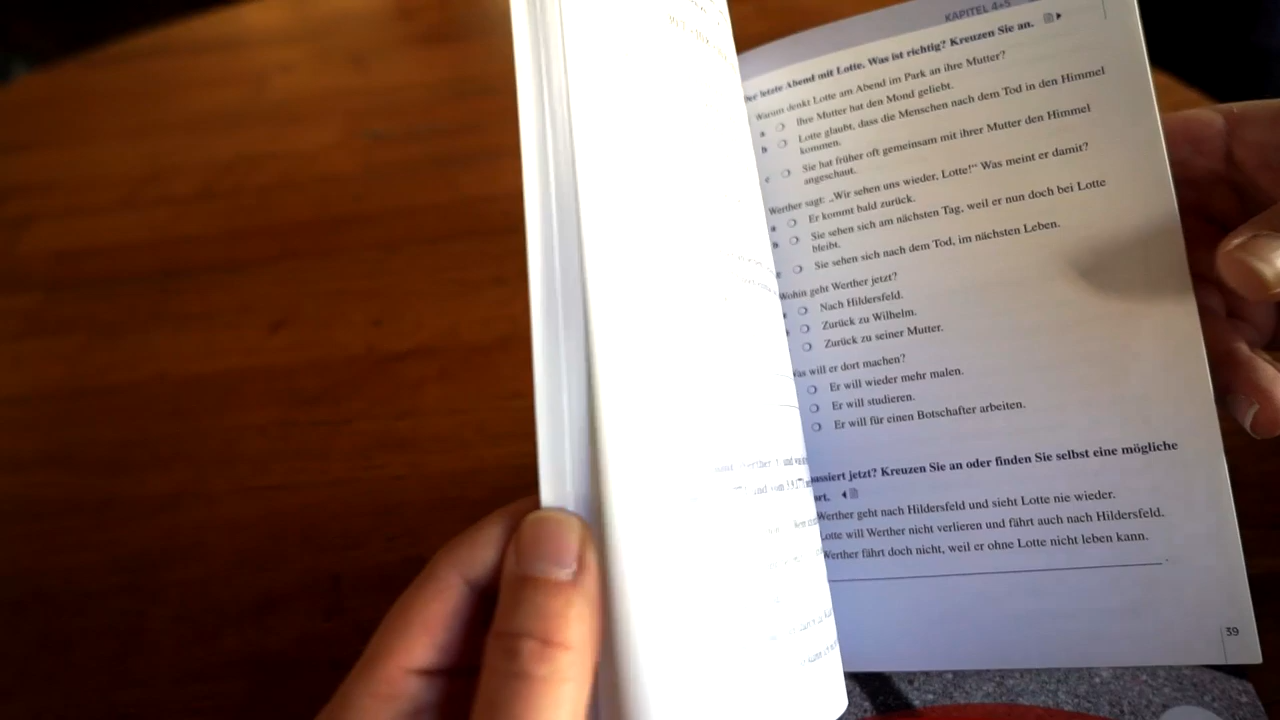 KAPITEL 4+5
letzte Abend mit Lotte. Was ist richtig? Kreuzen Sie an.
Warum denkt Lotte am Abend im Park an ihre Mutter?
a Ihre Mutter hat den Mond geliebt.
b Lotte glaubt, dass die Menschen nach dem Tod in den Himmel
kommen.
c Sie hat früher oft gemeinsam mit ihrer Mutter den Himmel
angeschaut.
Werther sagt: „Wir sehen uns wieder, Lotte!“ Was meint er damit?
a Er kommt bald zurück.
b Sie sehen sich am nächsten Tag, weil er nun doch bei Lotte
bleibt.
Sie sehen sich nach dem Tod, im nächsten Leben.
Wohin geht Werther jetzt?
Nach Hildersfeld.
Zurück zu Wilhelm.
Zurück zu seiner Mutter.
will er dort machen?
Er will wieder mehr malen.
Er will studieren.
Er will für einen Botschafter arbeiten.
passiert jetzt? Kreuzen Sie an oder finden Sie selbst eine mögliche
Werther geht nach Hildersfeld und sieht Lotte nie wieder.
Lotte will Werther nicht verlieren und fährt auch nach Hildersfeld.
Werther fährt doch nicht, weil er ohne Lotte nicht leben kann.
39